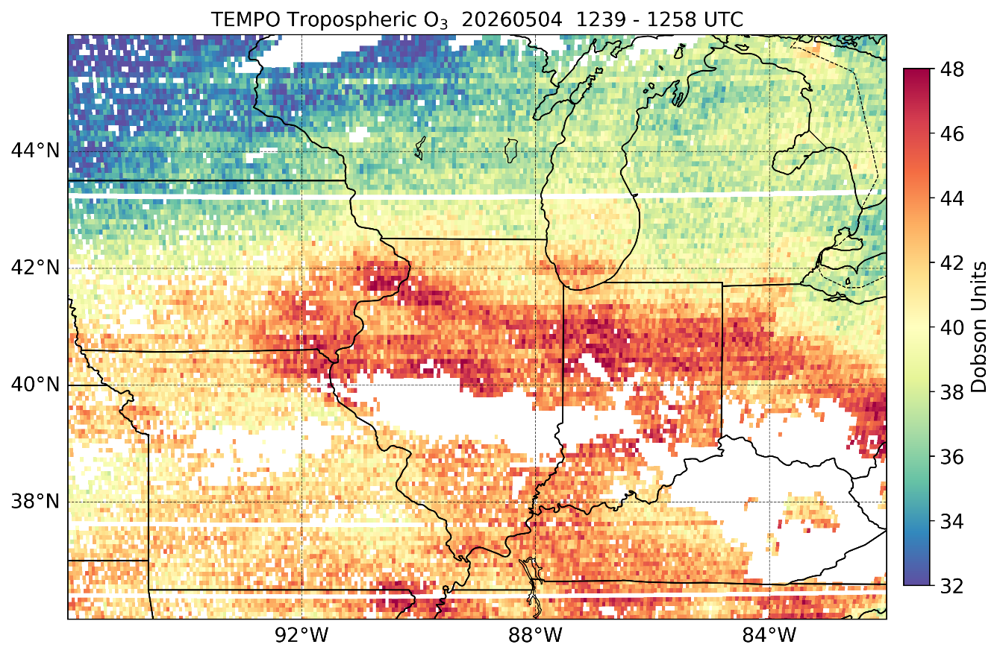 TEMPO Tropospheric O₃ 20260504 1239 - 1258 UTC
44°N
42°N
40°N
38°N
92°W
88°W
84°W
48
46
44
42
40
38
36
34
32
Dobson Units